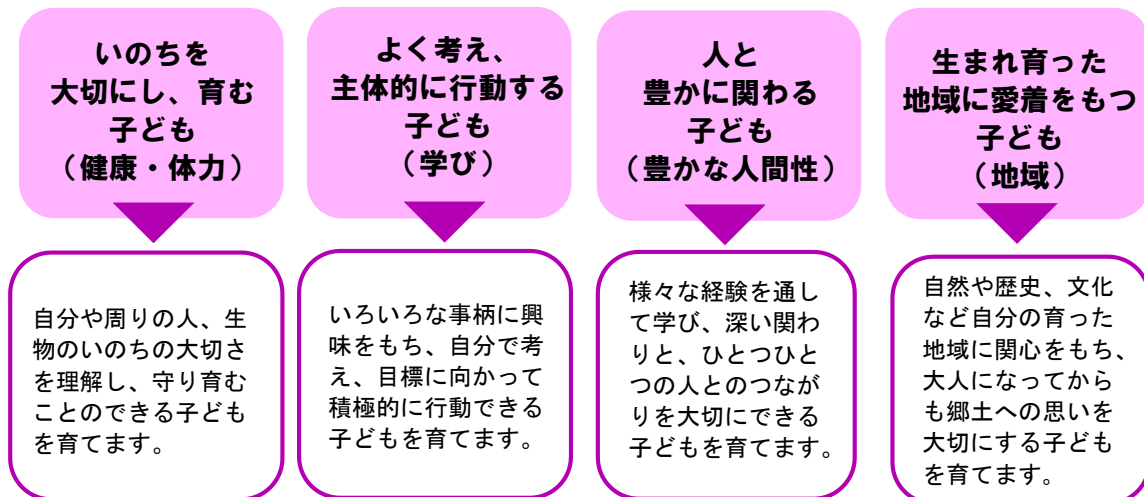 いのちを
大切にし、育む
子ども
（健康・体力）
よく考え、
主体的に行動する
子ども
（学び）
人と
豊かに関わる
子ども
（豊かな人間性）
生まれ育った
地域に愛着をもつ
子ども
（地域）
自分や周りの人、生
物のいのちの大切さ
を理解し、守り育む
ことのできる子ども
を育てます。
いろいろな事柄に興
味をもち、自分で考
え、目標に向かって
積極的に行動できる
子どもを育てます。
様々な経験を通し
て学び、深い関わ
りと、ひとつひと
つの人とのつなが
りを大切にできる
子どもを育てます。
自然や歴史、文化
など自分の育った
地域に関心をもち、
大人になってから
も郷土への思いを
大切にする子ども
を育てます。